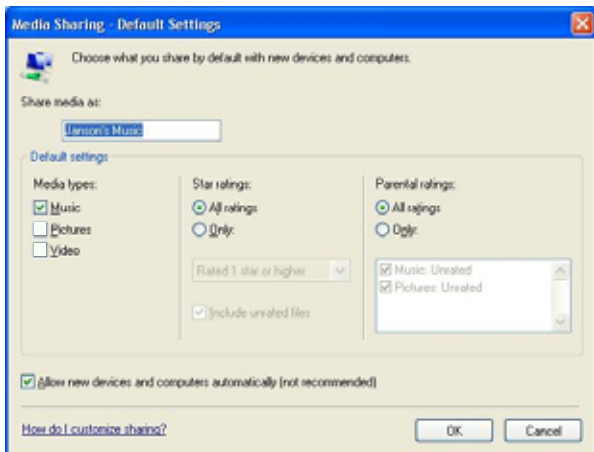 Media Sharing - Default Settings
Choose what you share by default with new devices and computers.
Share media as:
Janson's Music
Default settings
Media types:
Music
Pictures
Video
Star ratings:
All ratings
Only:
Rated 1 star or higher
Include unrated files
Parental ratings:
All ratings
Only:
Music: Unrated
Pictures: Unrated
Allow new devices and computers automatically (not recommended)
How do I customize sharing?
OK
Cancel